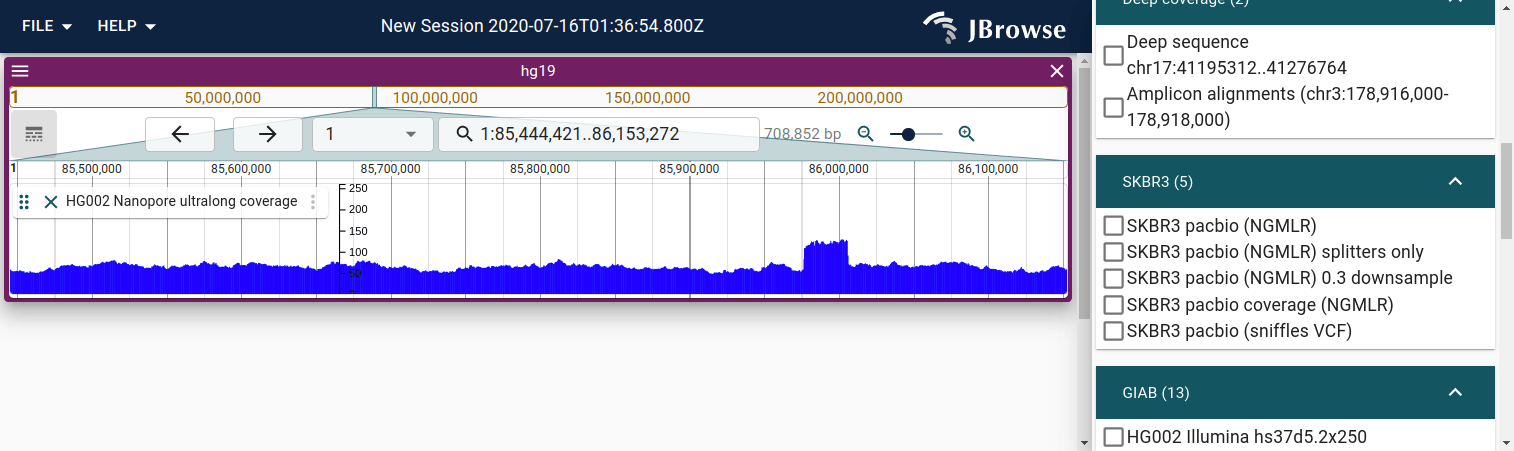 FILE HELP New Session 2020-07-16T01:36:54.800Z JBrowse
hg19
1 50,000,000 100,000,000 150,000,000 200,000,000
1 1:85,444,421..86,153,272 708,852 bp
1 85,500,000 85,600,000 85,700,000 85,800,000 85,900,000 86,000,000 86,100,000
HG002 Nanopore ultralong coverage
250
200
150
100
50
0
Deep coverage (2)
Deep sequence
chr17:41195312..41276764
Amplicon alignments (chr3:178,916,000-
178,918,000)
SKBR3 (5)
SKBR3 pacbio (NGMLR)
SKBR3 pacbio (NGMLR) splitters only
SKBR3 pacbio (NGMLR) 0.3 downsample
SKBR3 pacbio coverage (NGMLR)
SKBR3 pacbio (sniffles VCF)
GIAB (13)
HG002 Illumina hs37d5.2x250